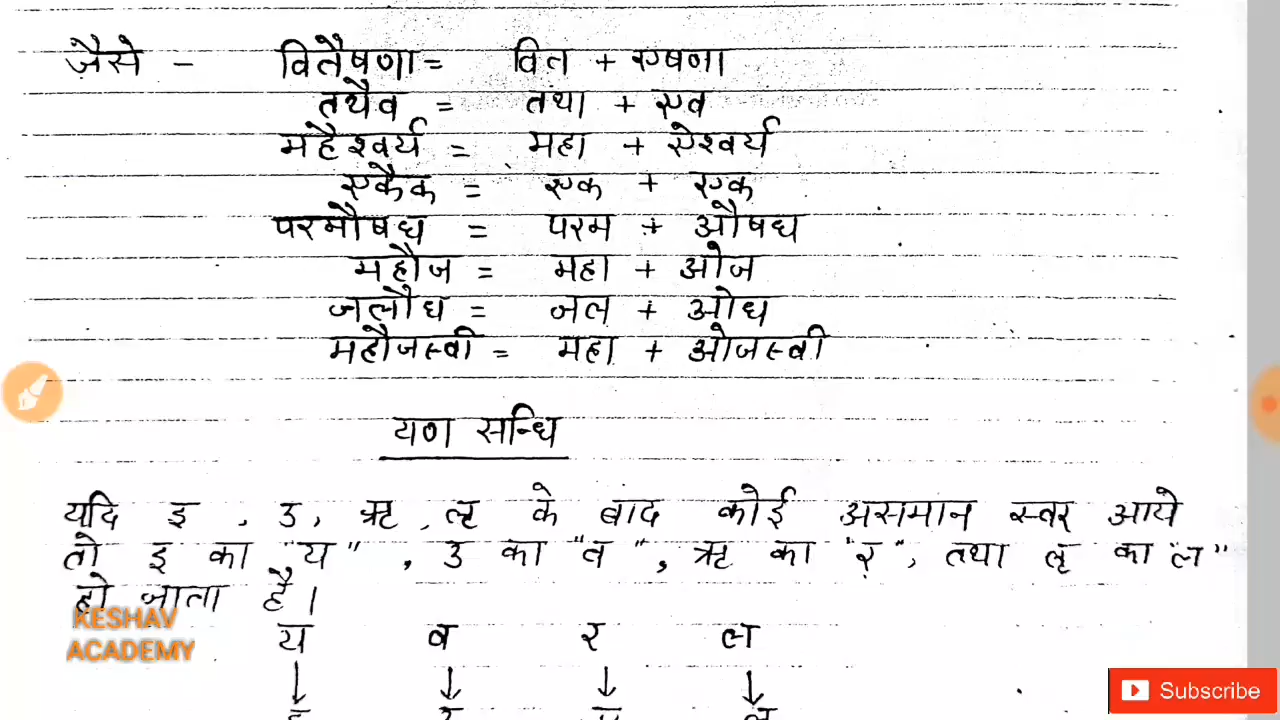 जैसे - वितैषणा = वित + एषणा
तथैव = तथा + एव
महैश्वर्य = महा + ऐश्वर्य
एकैक = एक + एक
परमौषध = परम + औषध
महौज = महा + ओज
जलौघ = जल + ओघ
महौजस्वी = महा + ओजस्वी
यण सन्धि
यदि इ , उ, ऋ , लृ के बाद कोई असमान स्वर आये
तो इ का "य" , उ का "व", ऋ का "र्", तथा लृ का "ल"
हो जाता है।
KESHAV
ACADEMY
य व र ल
↓ ↓ ↓ ↓
Subscribe